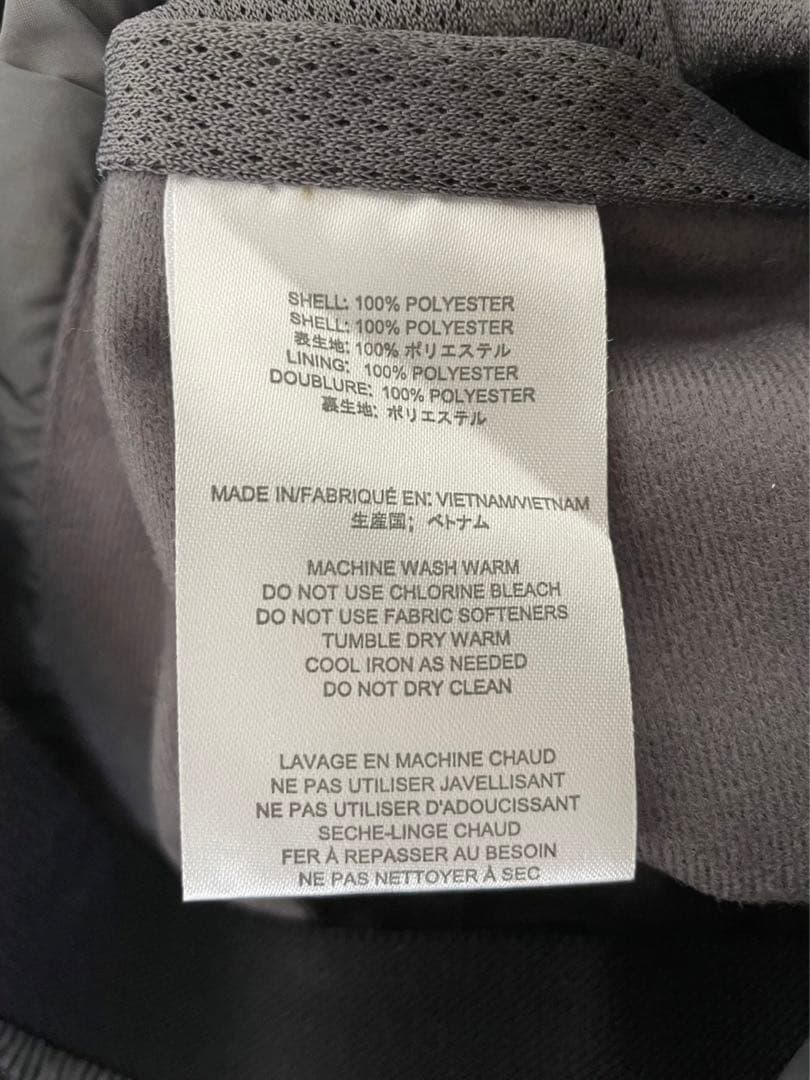 SHELL: 100% POLYESTER
SHELL: 100% POLYESTER
表生地: 100% ポリエステル
LINING: 100% POLYESTER
DOUBLURE: 100% POLYESTER
裏生地: ポリエステル
MADE IN/FABRIQUÉ EN: VIETNAM/VIETNAM
生産国; ベトナム
MACHINE WASH WARM
DO NOT USE CHLORINE BLEACH
DO NOT USE FABRIC SOFTENERS
TUMBLE DRY WARM
COOL IRON AS NEEDED
DO NOT DRY CLEAN
LAVAGE EN MACHINE CHAUD
NE PAS UTILISER JAVELLISANT
NE PAS UTILISER D'ADOUCISSANT
SECHE-LINGE CHAUD
FER À REPASSER AU BESOIN
NE PAS NETTOYER À SEC